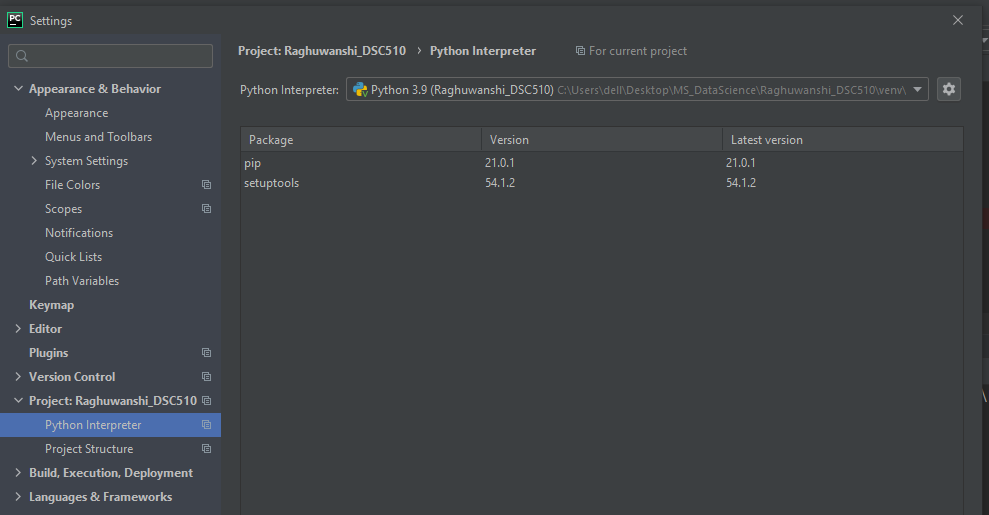 PC Settings
Project: Raghuwanshi_DSC510 › Python Interpreter For current project
Python Interpreter: Python 3.9 (Raghuwanshi_DSC510) C:\Users\dell\Desktop\MS_DataScience\Raghuwanshi_DSC510\venv\
Appearance & Behavior
Appearance
Menus and Toolbars
System Settings
File Colors
Scopes
Notifications
Quick Lists
Path Variables
Keymap
Editor
Plugins
Version Control
Project: Raghuwanshi_DSC510
Python Interpreter
Project Structure
Build, Execution, Deployment
Languages & Frameworks
Package Version Latest version
pip 21.0.1 21.0.1
setuptools 54.1.2 54.1.2